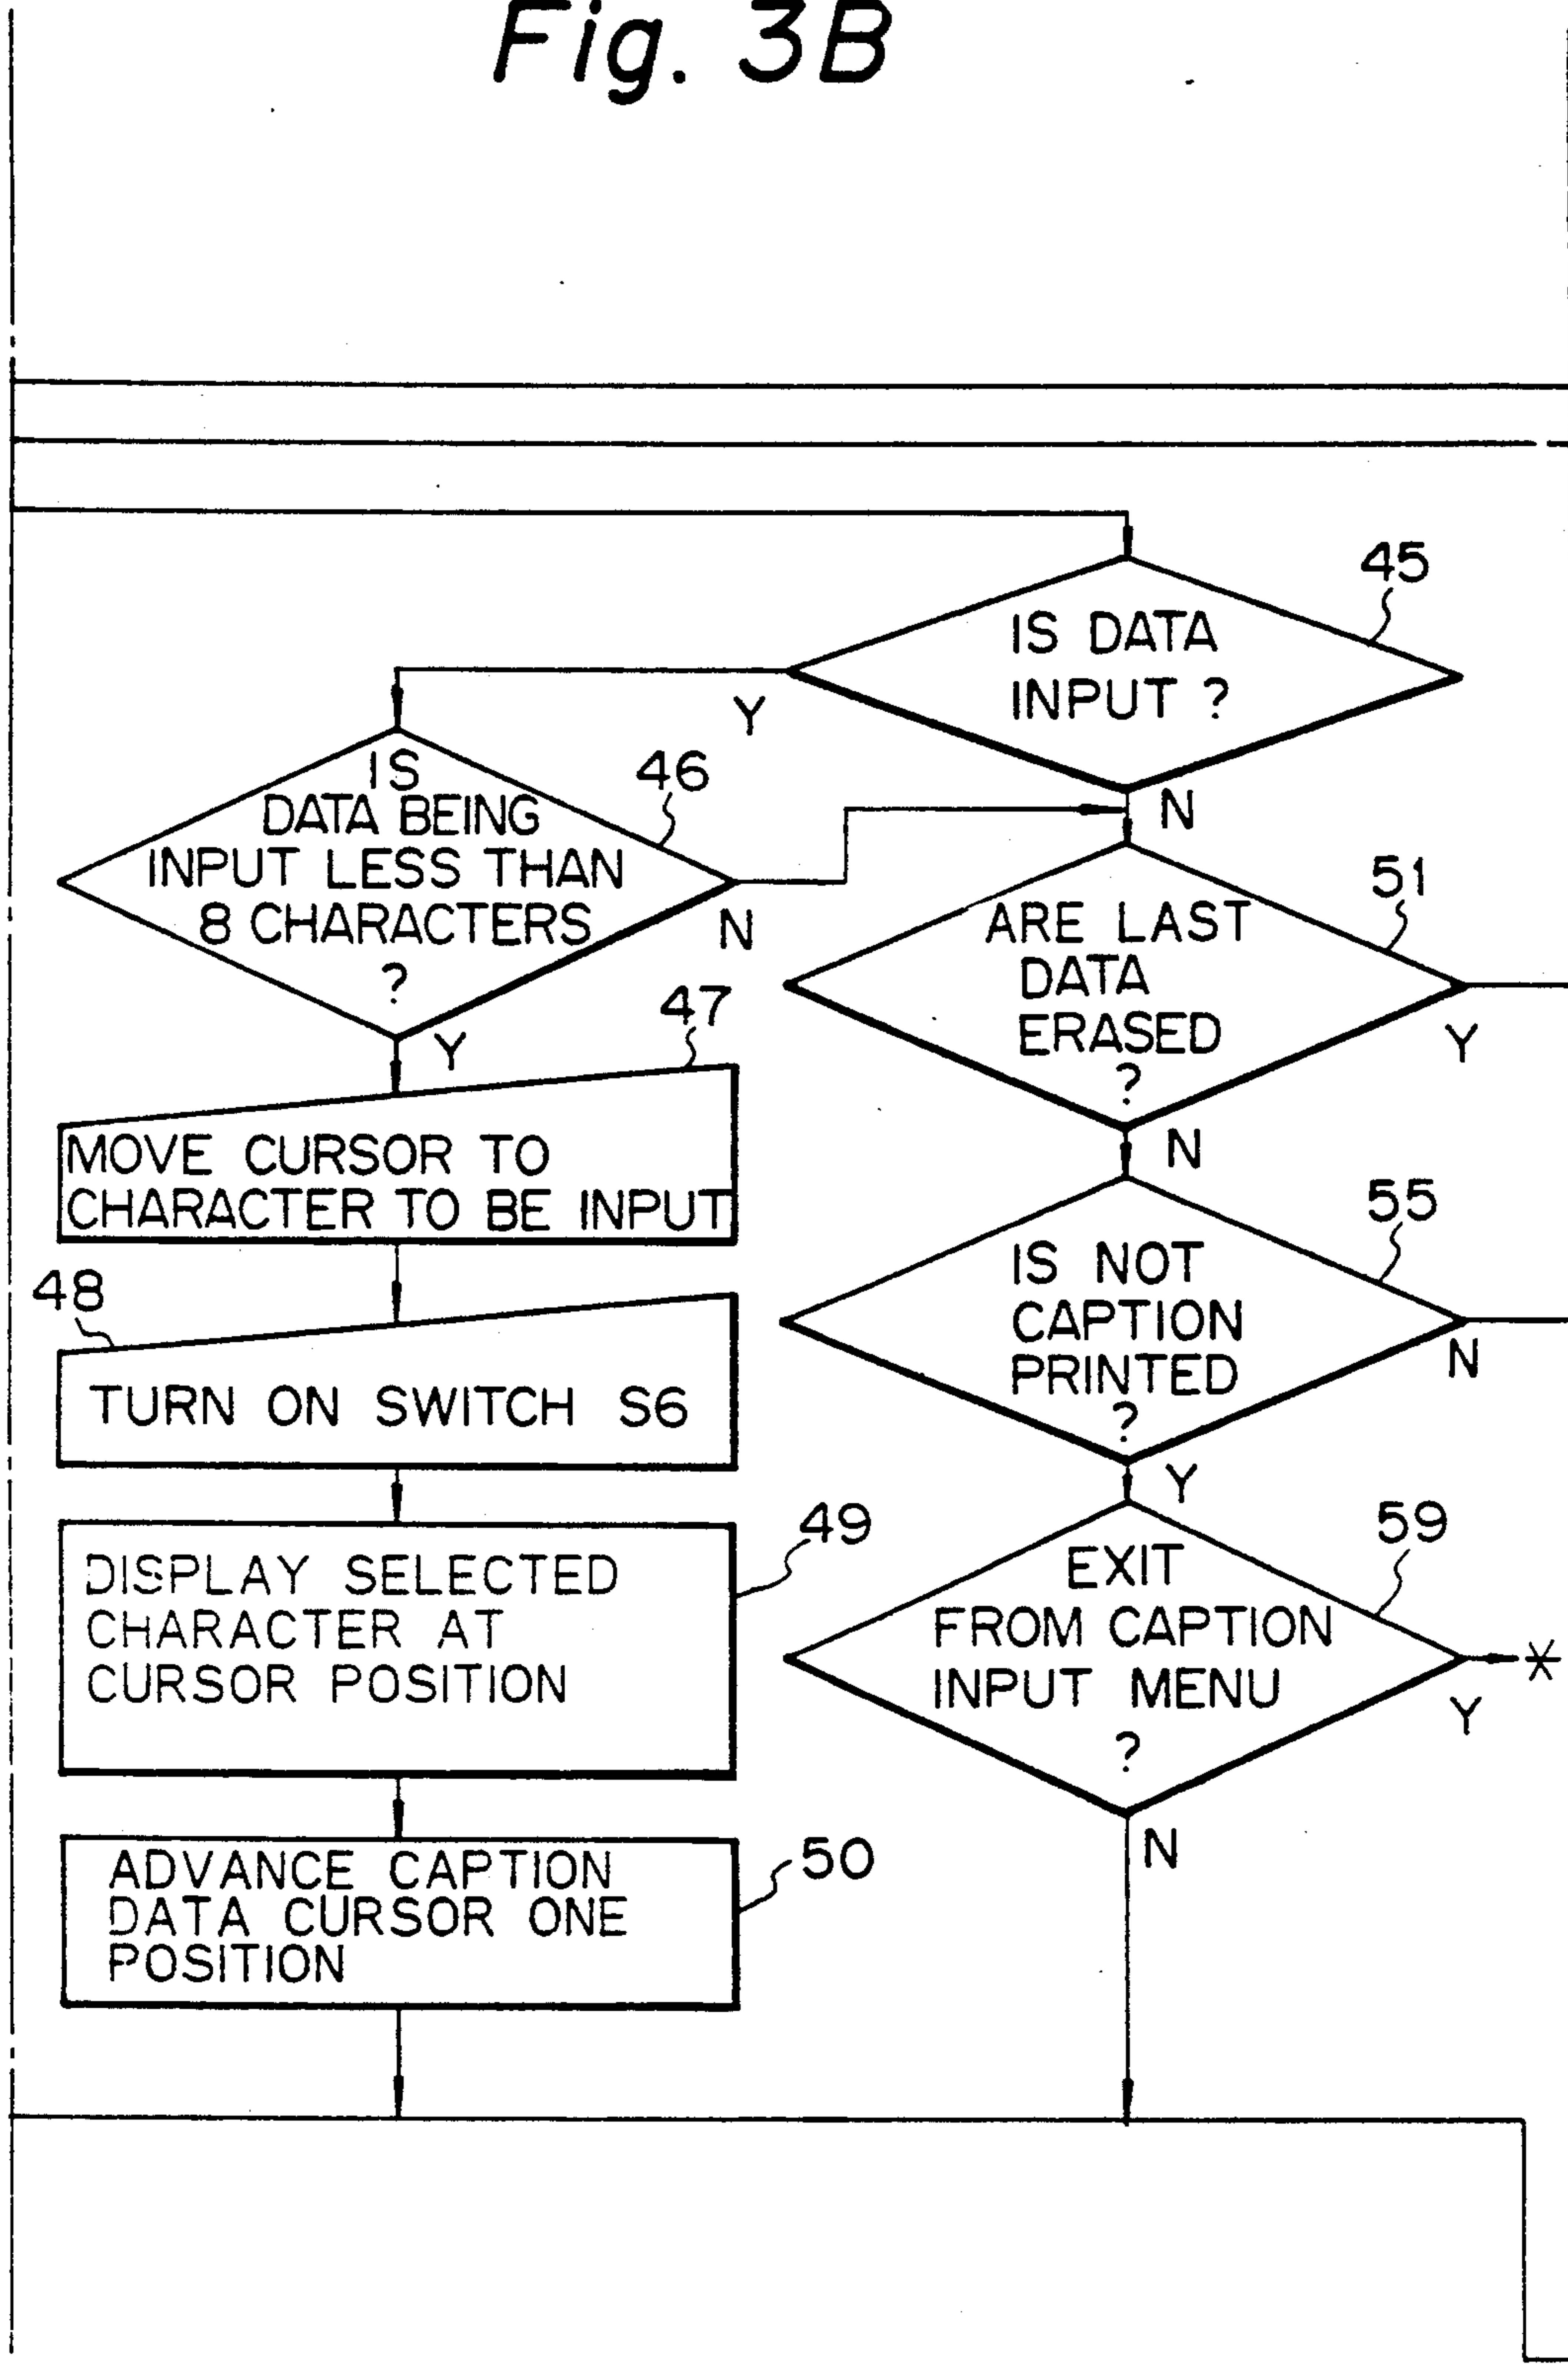 Fig. 3B
45
IS DATA
INPUT ?
Y
N
46
IS
DATA BEING
INPUT LESS THAN
8 CHARACTERS
?
N
Y
47
MOVE CURSOR TO
CHARACTER TO BE INPUT
48
TURN ON SWITCH S6
49
DISPLAY SELECTED
CHARACTER AT
CURSOR POSITION
50
ADVANCE CAPTION
DATA CURSOR ONE
POSITION
51
ARE LAST
DATA
ERASED
?
Y
N
55
IS NOT
CAPTION
PRINTED
?
N
Y
59
EXIT
FROM CAPTION
INPUT MENU
?
*
Y
N